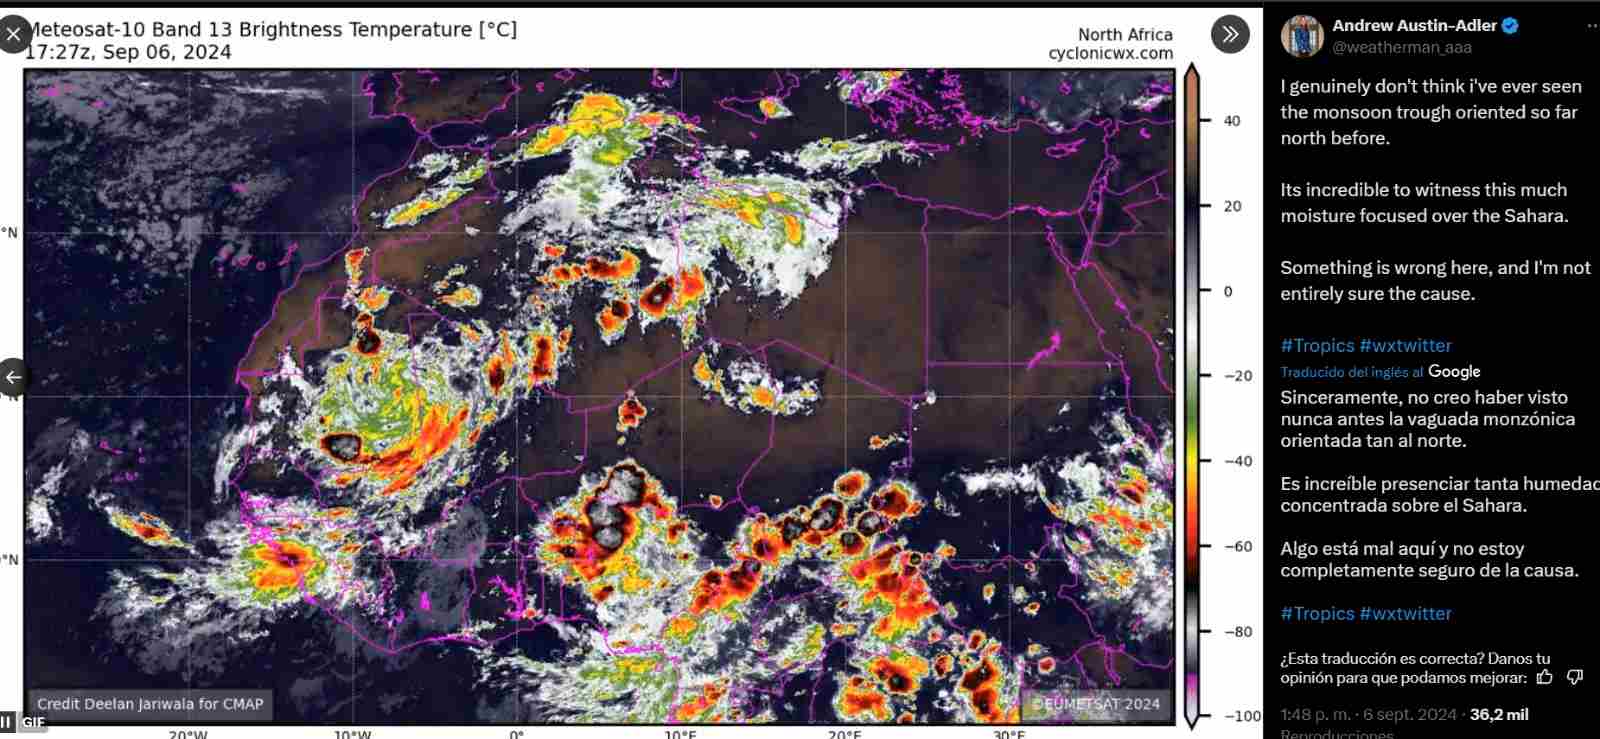 Meteosat-10 Band 13 Brightness Temperature [°C]
17:27z, Sep 06, 2024
North Africa
cyclonicwx.com
40
20
0
−20
−40
−60
−80
−100
°N
°N
°N
20°W
10°W
0°
10°E
20°E
30°E
Credit Deelan Jariwala for CMAP
©EUMETSAT 2024
GIF
Andrew Austin-Adler
@weatherman_aaa
I genuinely don't think i've ever seen
the monsoon trough oriented so far
north before.
Its incredible to witness this much
moisture focused over the Sahara.
Something is wrong here, and I'm not
entirely sure the cause.
#Tropics #wxtwitter
Traducido del inglés al Google
Sinceramente, no creo haber visto
nunca antes la vaguada monzónica
orientada tan al norte.
Es increíble presenciar tanta humedad
concentrada sobre el Sahara.
Algo está mal aquí y no estoy
completamente seguro de la causa.
#Tropics #wxtwitter
¿Esta traducción es correcta? Danos tu
opinión para que podamos mejorar:
1:48 p. m. · 6 sept. 2024 · 36,2 mil
Reproducciones